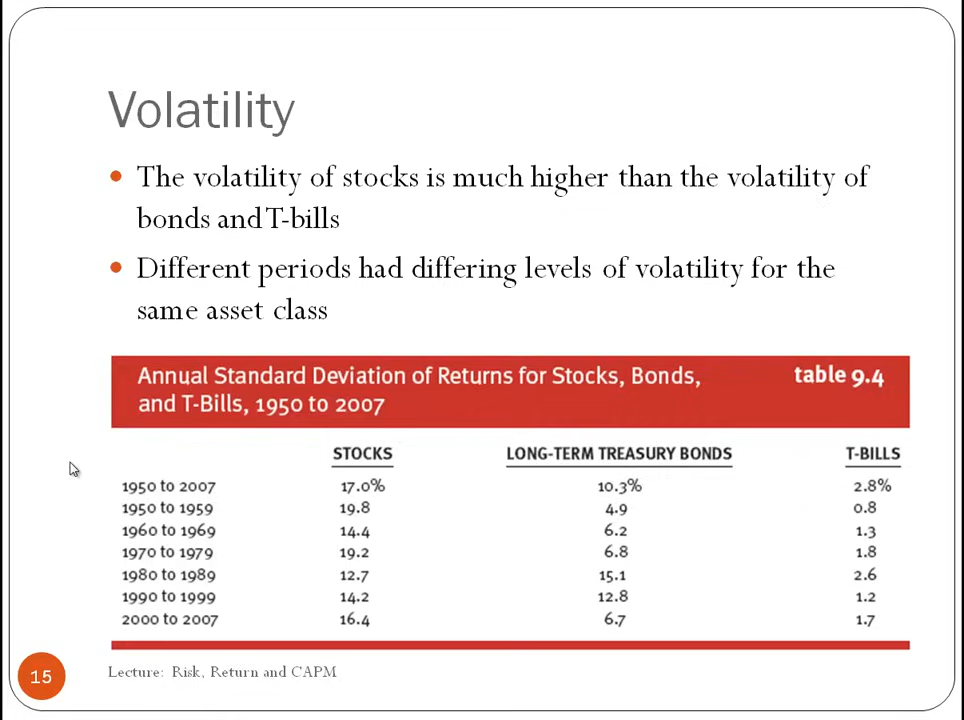 Volatility
• The volatility of stocks is much higher than the volatility of
bonds and T-bills
• Different periods had differing levels of volatility for the
same asset class
Annual Standard Deviation of Returns for Stocks, Bonds, table 9.4
and T-Bills, 1950 to 2007
STOCKS LONG-TERM TREASURY BONDS T-BILLS
1950 to 2007 17.0% 10.3% 2.8%
1950 to 1959 19.8 4.9 0.8
1960 to 1969 14.4 6.2 1.3
1970 to 1979 19.2 6.8 1.8
1980 to 1989 12.7 15.1 2.6
1990 to 1999 14.2 12.8 1.2
2000 to 2007 16.4 6.7 1.7
15 Lecture: Risk, Return and CAPM